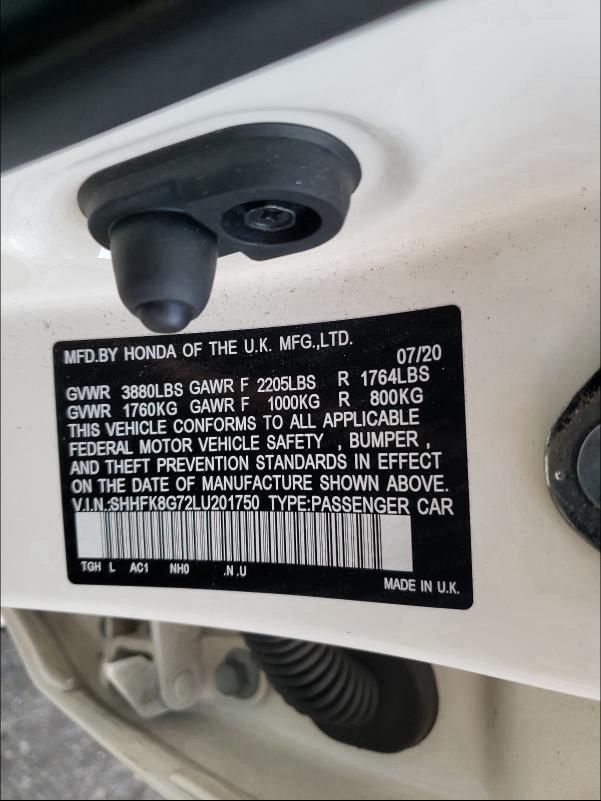 MFD.BY HONDA OF THE U.K. MFG.,LTD.
07/20
GVWR 3880LBS GAWR F 2205LBS R 1764LBS
GVWR 1760KG GAWR F 1000KG R 800KG
THIS VEHICLE CONFORMS TO ALL APPLICABLE
FEDERAL MOTOR VEHICLE SAFETY , BUMPER ,
AND THEFT PREVENTION STANDARDS IN EFFECT
ON THE DATE OF MANUFACTURE SHOWN ABOVE.
V.I.N.:SHHFK8G72LU201750 TYPE:PASSENGER CAR
TGH L AC1 NH0 .N .U
MADE IN U.K.